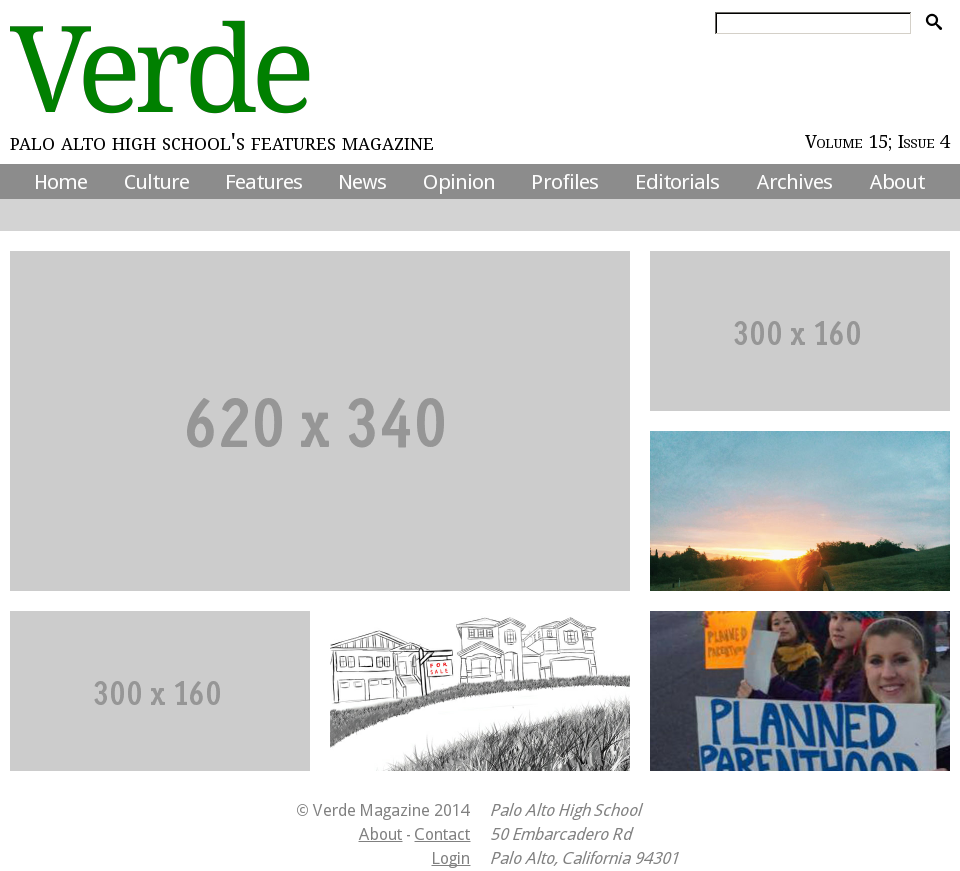 Verde
PALO ALTO HIGH SCHOOL'S FEATURES MAGAZINE
Volume 15; Issue 4
Home Culture Features News Opinion Profiles Editorials Archives About
620 x 340
300 x 160
300 x 160
FOR
SALE
PLANNED
PARENTHOOD
PLANNED
PARENTHOOD
© Verde Magazine 2014
About - Contact
Login
Palo Alto High School
50 Embarcadero Rd
Palo Alto, California 94301